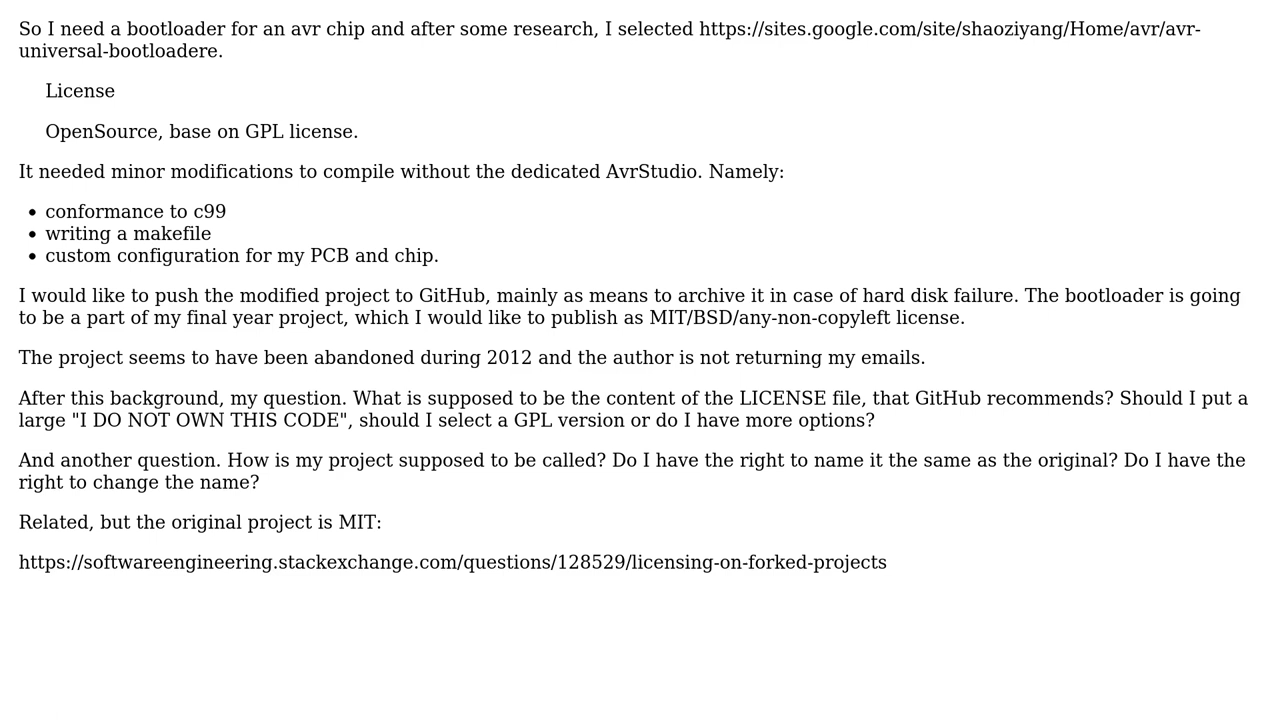 So I need a bootloader for an avr chip and after some research, I selected https://sites.google.com/site/shaoziyang/Home/avr/avr-
universal-bootloadere.
License
OpenSource, base on GPL license.
It needed minor modifications to compile without the dedicated AvrStudio. Namely:
• conformance to c99
• writing a makefile
• custom configuration for my PCB and chip.
I would like to push the modified project to GitHub, mainly as means to archive it in case of hard disk failure. The bootloader is going
to be a part of my final year project, which I would like to publish as MIT/BSD/any-non-copyleft license.
The project seems to have been abandoned during 2012 and the author is not returning my emails.
After this background, my question. What is supposed to be the content of the LICENSE file, that GitHub recommends? Should I put a
large "I DO NOT OWN THIS CODE", should I select a GPL version or do I have more options?
And another question. How is my project supposed to be called? Do I have the right to name it the same as the original? Do I have the
right to change the name?
Related, but the original project is MIT:
https://softwareengineering.stackexchange.com/questions/128529/licensing-on-forked-projects